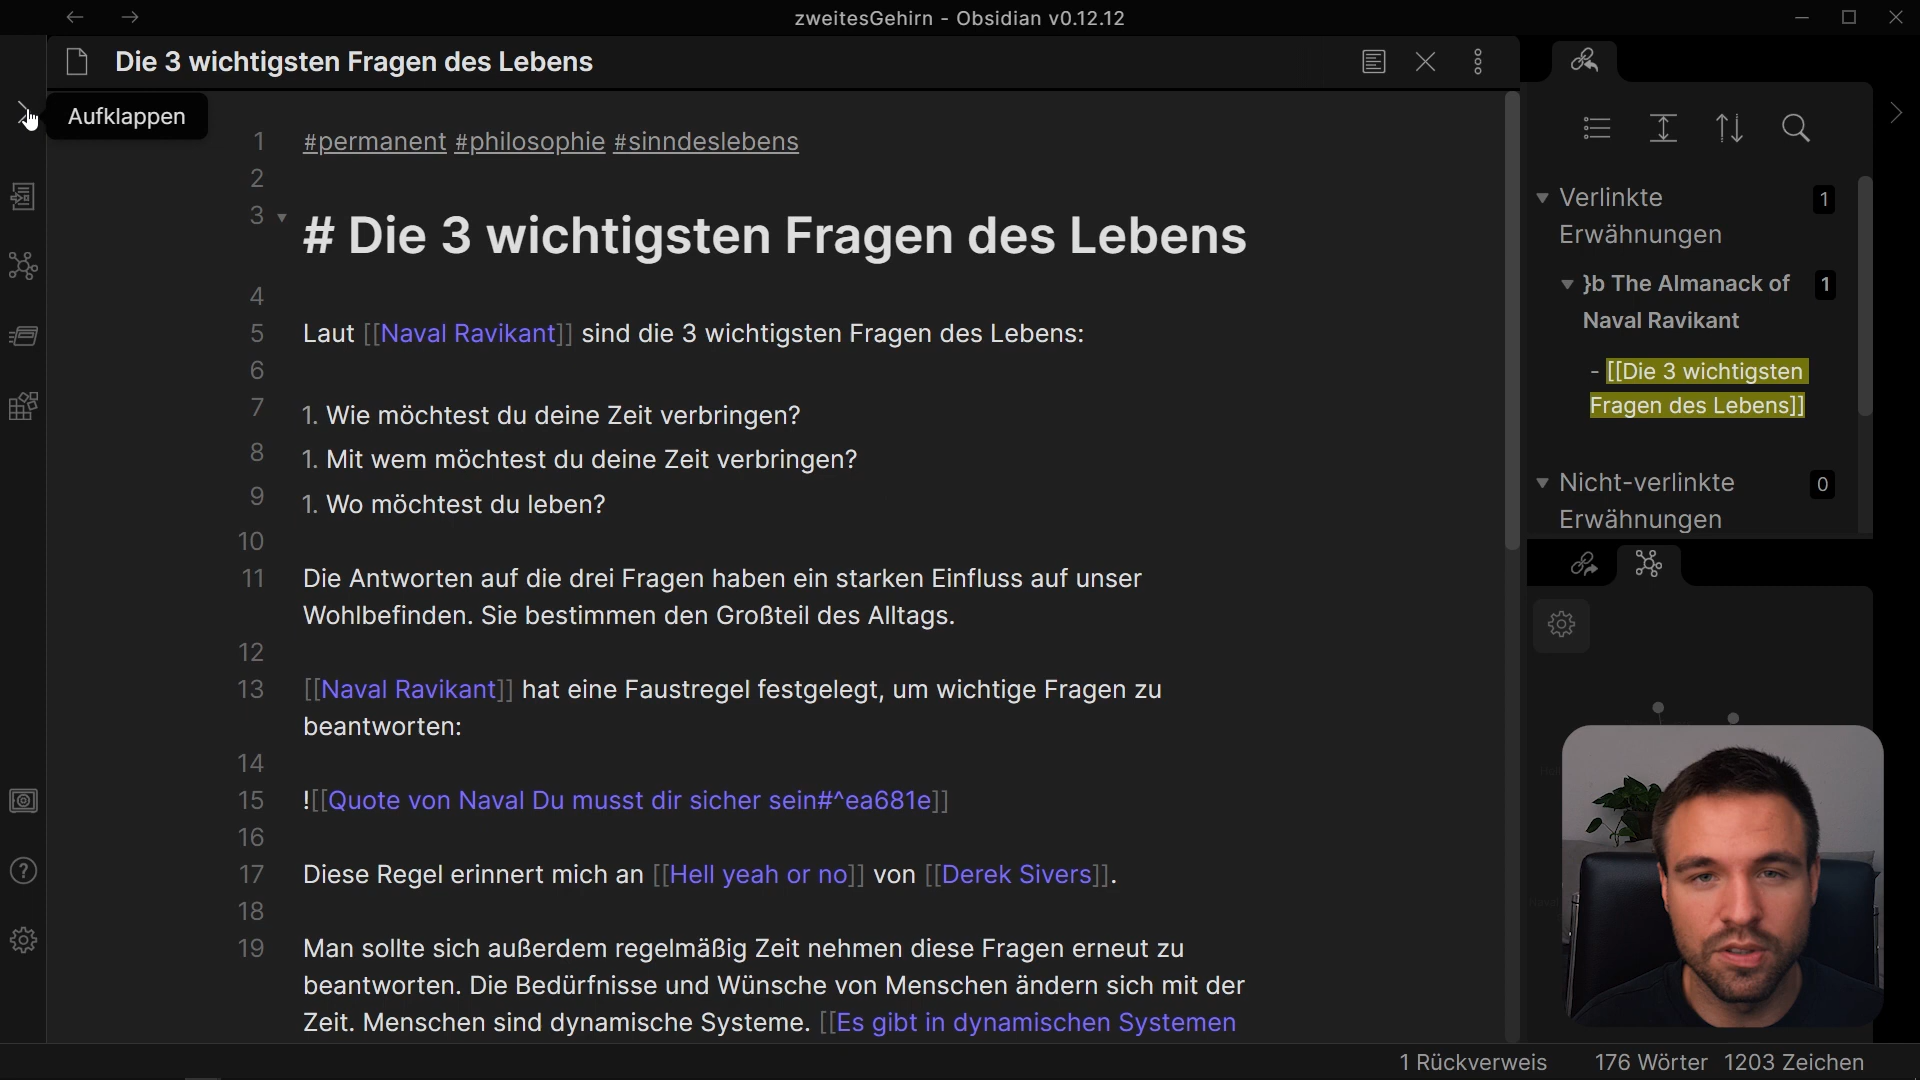 zweitesGehirn - Obsidian v0.12.12
Die 3 wichtigsten Fragen des Lebens
Aufklappen
1 #permanent #philosophie #sinndeslebens
2
3 # Die 3 wichtigsten Fragen des Lebens
4
5 Laut [[Naval Ravikant]] sind die 3 wichtigsten Fragen des Lebens:
6
7 1. Wie möchtest du deine Zeit verbringen?
8 1. Mit wem möchtest du deine Zeit verbringen?
9 1. Wo möchtest du leben?
10
11 Die Antworten auf die drei Fragen haben ein starken Einfluss auf unser
Wohlbefinden. Sie bestimmen den Großteil des Alltags.
12
13 [[Naval Ravikant]] hat eine Faustregel festgelegt, um wichtige Fragen zu
beantworten:
14
15 ![[Quote von Naval Du musst dir sicher sein#^ea681e]]
16
17 Diese Regel erinnert mich an [[Hell yeah or no]] von [[Derek Sivers]].
18
19 Man sollte sich außerdem regelmäßig Zeit nehmen diese Fragen erneut zu
beantworten. Die Bedürfnisse und Wünsche von Menschen ändern sich mit der
Zeit. Menschen sind dynamische Systeme. [[Es gibt in dynamischen Systemen
Verlinkte 1
Erwähnungen
}b The Almanack of 1
Naval Ravikant
- [[Die 3 wichtigsten
Fragen des Lebens]]
Nicht-verlinkte 0
Erwähnungen
1 Rückverweis 176 Wörter 1203 Zeichen